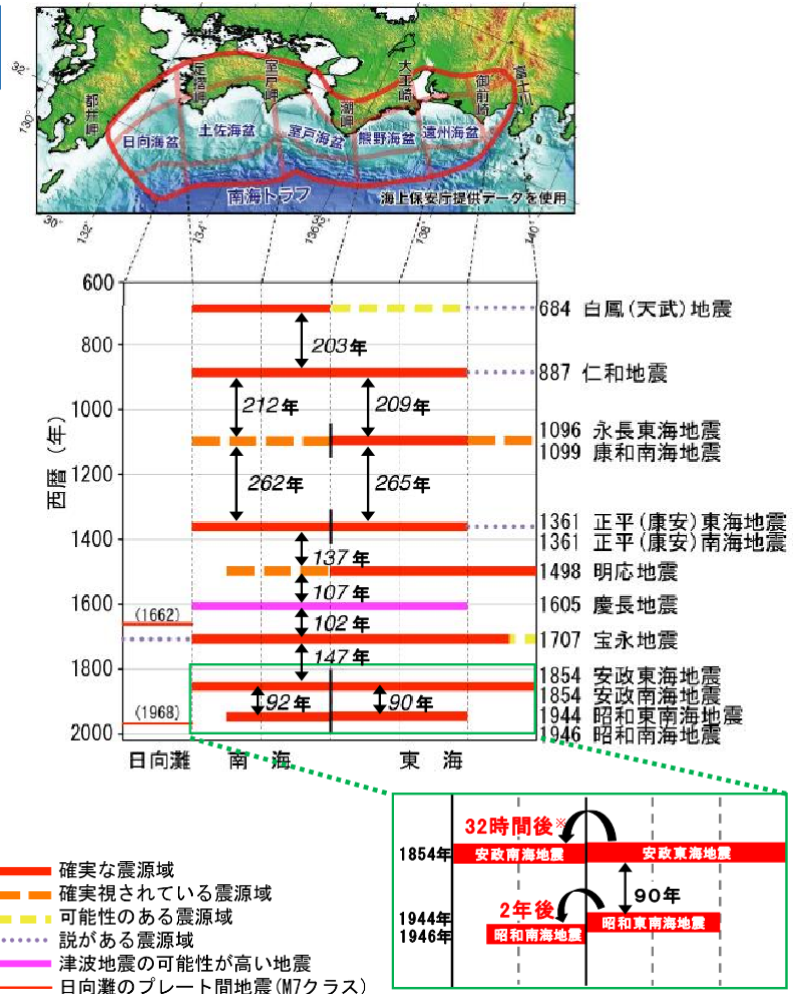 足摺岬
室戸岬
潮岬
大王崎
御前崎
富士川
都井岬
日向海盆
土佐海盆
室戸海盆
熊野海盆
遠州海盆
南海トラフ
海上保安庁提供データを使用
30°
132°
134°
136°
138°
140°
西暦(年)
600
800
1000
1200
1400
1600
1800
2000
684 白鳳(天武)地震
203年
887 仁和地震
212年
209年
1096 永長東海地震
1099 康和南海地震
262年
265年
1361 正平(康安)東海地震
1361 正平(康安)南海地震
137年
1498 明応地震
107年
1605 慶長地震
(1662)
102年
1707 宝永地震
147年
1854 安政東海地震
1854 安政南海地震
92年
90年
(1968)
1944 昭和東南海地震
1946 昭和南海地震
日向灘 南 海 東 海
32時間後※
1854年 安政南海地震 安政東海地震
90年
2年後
1944年 昭和東南海地震
1946年 昭和南海地震
確実な震源域
確実視されている震源域
可能性のある震源域
説がある震源域
津波地震の可能性が高い地震
日向灘のプレート間地震(M7クラス)